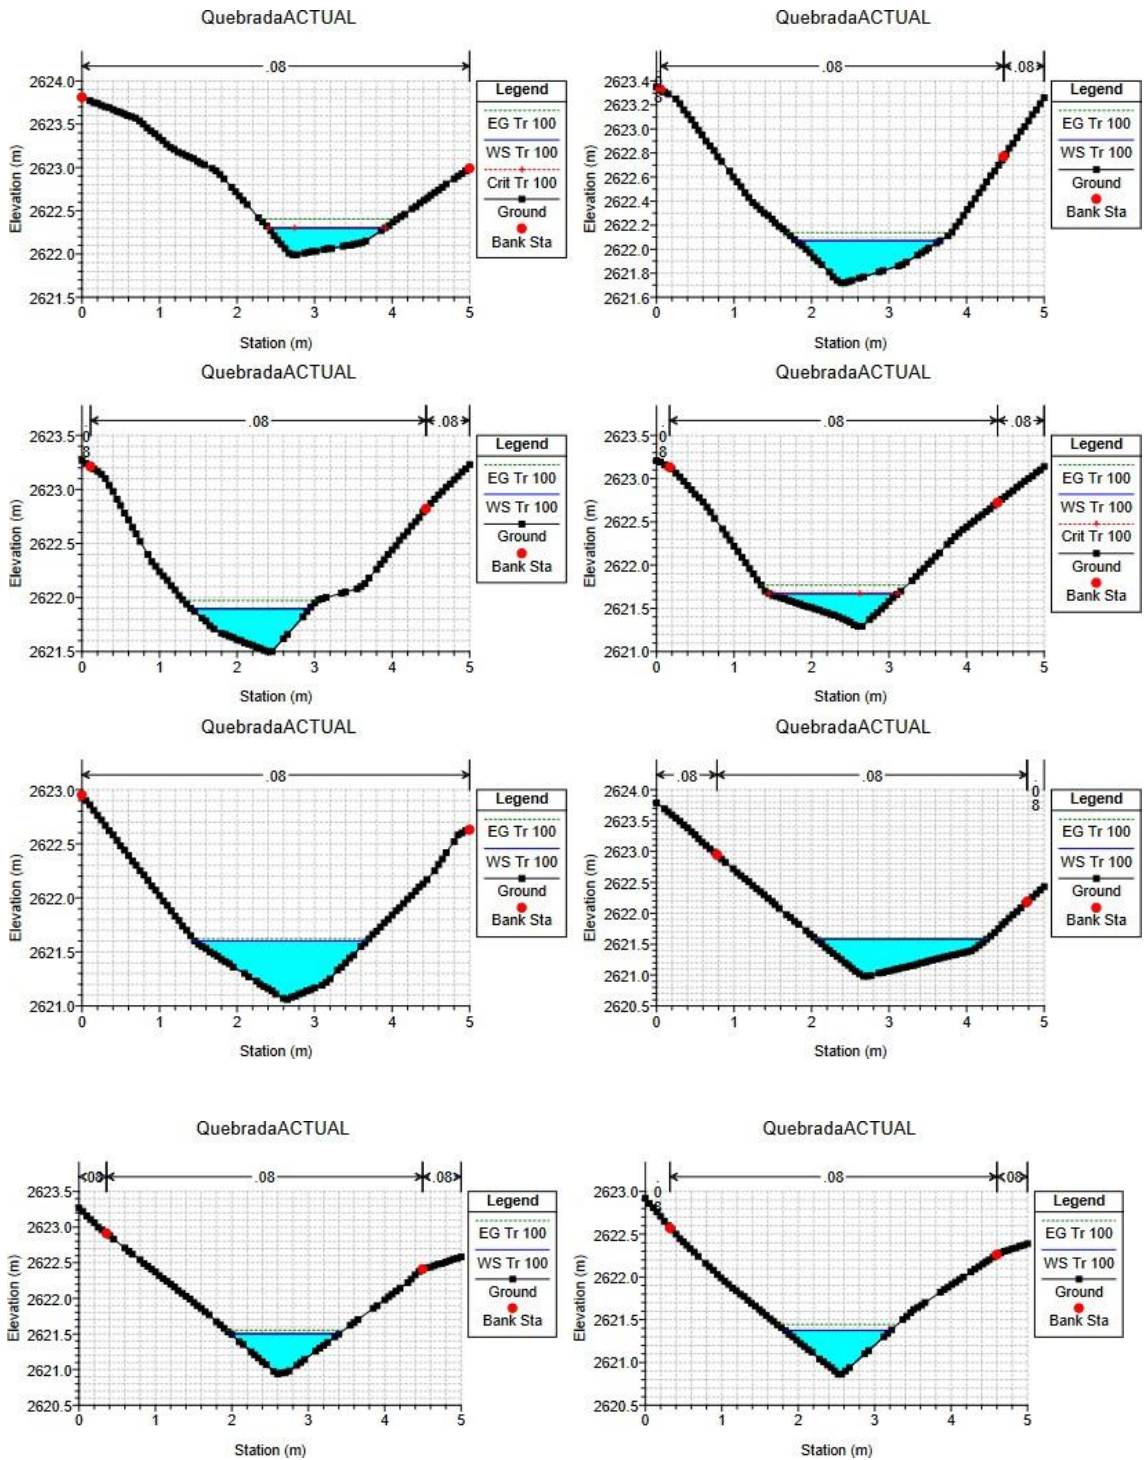 QuebradaACTUAL
.08
2624.0
2623.5
2623.0
2622.5
2622.0
2621.5
0 1 2 3 4 5
Elevation (m)
Station (m)
Legend
EG Tr 100
WS Tr 100
Crit Tr 100
Ground
Bank Sta
QuebradaACTUAL
.08 .08 .08
2623.4
2623.2
2623.0
2622.8
2622.6
2622.4
2622.2
2622.0
2621.8
2621.6
0 1 2 3 4 5
Elevation (m)
Station (m)
Legend
EG Tr 100
WS Tr 100
Ground
Bank Sta
QuebradaACTUAL
.08 .08 .08
2623.5
2623.0
2622.5
2622.0
2621.5
0 1 2 3 4 5
Elevation (m)
Station (m)
Legend
EG Tr 100
WS Tr 100
Ground
Bank Sta
QuebradaACTUAL
.08 .08 .08
2623.5
2623.0
2622.5
2622.0
2621.5
2621.0
0 1 2 3 4 5
Elevation (m)
Station (m)
Legend
EG Tr 100
WS Tr 100
Crit Tr 100
Ground
Bank Sta
QuebradaACTUAL
.08
2623.0
2622.5
2622.0
2621.5
2621.0
0 1 2 3 4 5
Elevation (m)
Station (m)
Legend
EG Tr 100
WS Tr 100
Ground
Bank Sta
QuebradaACTUAL
.08 .08 .08
2624.0
2623.5
2623.0
2622.5
2622.0
2621.5
2621.0
2620.5
0 1 2 3 4 5
Elevation (m)
Station (m)
Legend
EG Tr 100
WS Tr 100
Ground
Bank Sta
QuebradaACTUAL
.08 .08 .08
2623.5
2623.0
2622.5
2622.0
2621.5
2621.0
2620.5
0 1 2 3 4 5
Elevation (m)
Station (m)
Legend
EG Tr 100
WS Tr 100
Ground
Bank Sta
QuebradaACTUAL
.08 .08 .08
2623.0
2622.5
2622.0
2621.5
2621.0
2620.5
0 1 2 3 4 5
Elevation (m)
Station (m)
Legend
EG Tr 100
WS Tr 100
Ground
Bank Sta